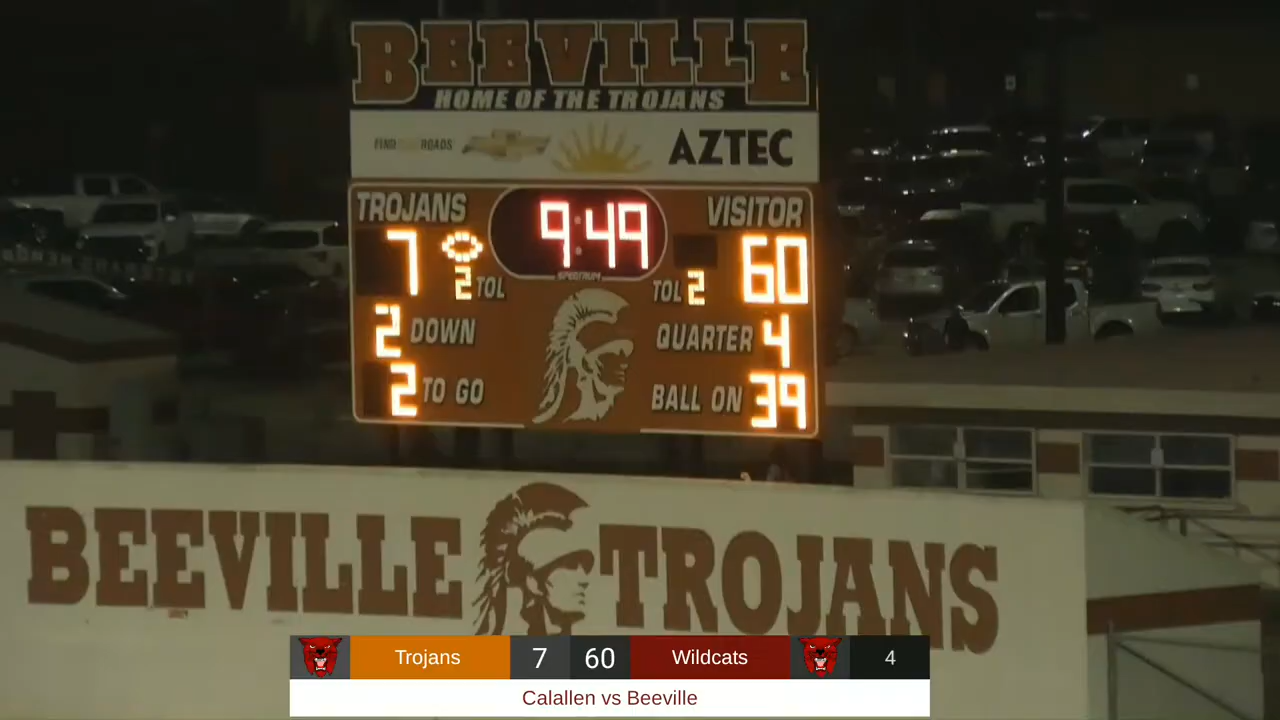 BEEVILLE
HOME OF THE TROJANS
FIND ROADS
AZTEC
TROJANS 9:49 VISITOR
7 60
2 TOL SPECTRUM TOL 2
2 DOWN QUARTER 4
2 TO GO BALL ON 39
BEEVILLE TROJANS
Trojans 7 60 Wildcats 4
Calallen vs Beeville